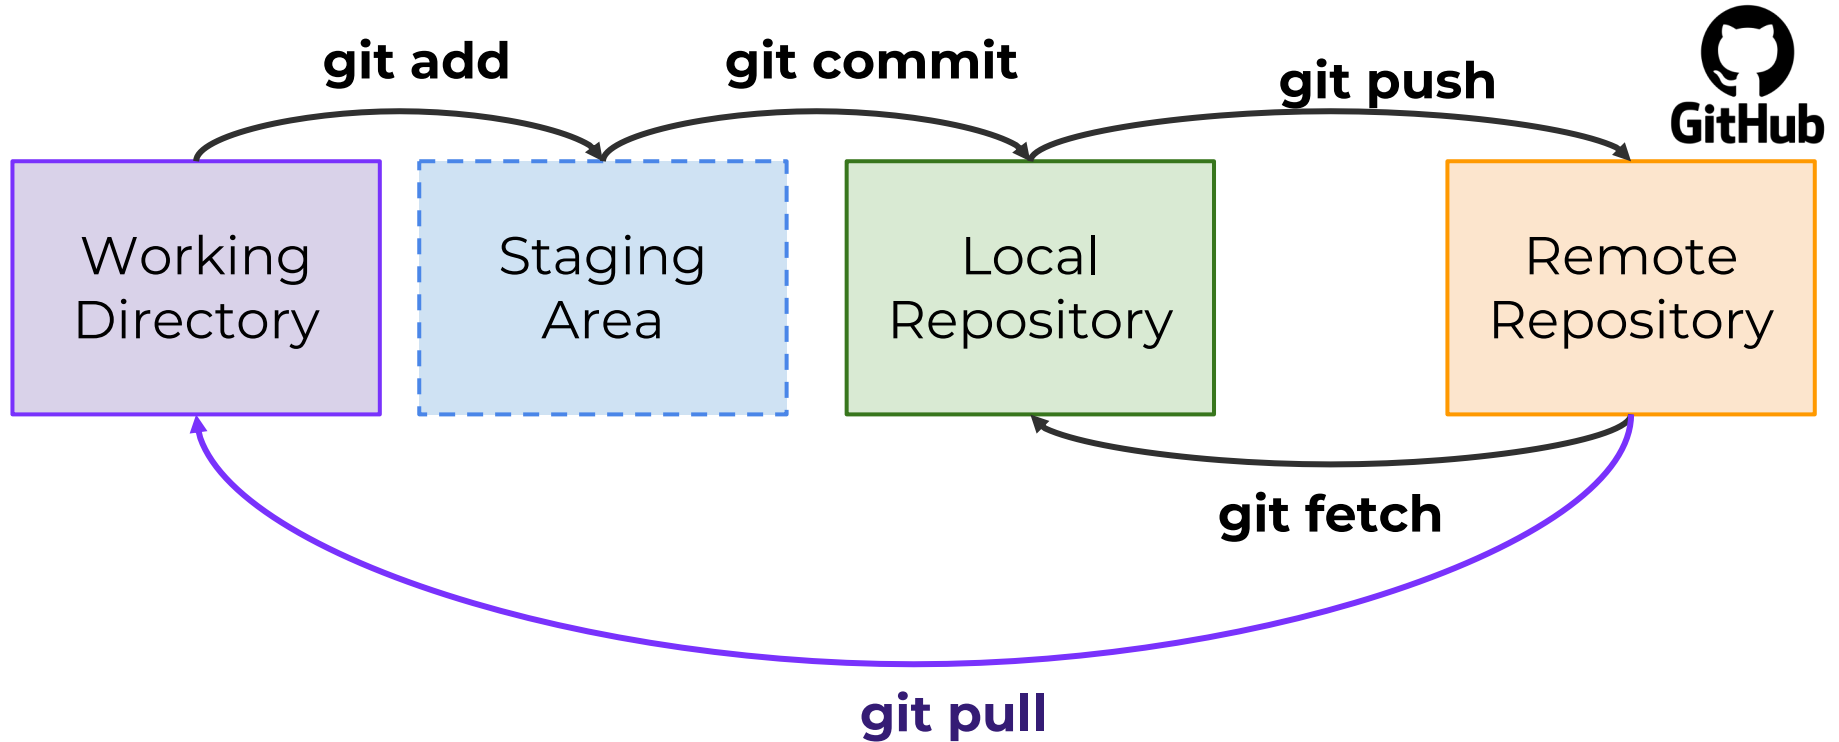 git add
git commit
git push
GitHub
Working
Directory
Staging
Area
Local
Repository
Remote
Repository
git fetch
git pull